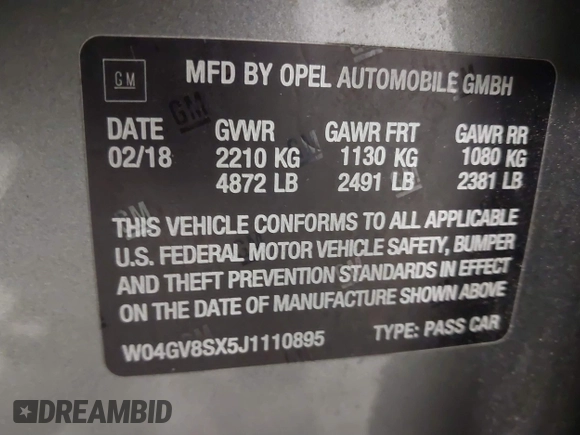 GM MFD BY OPEL AUTOMOBILE GMBH
DATE GVWR GAWR FRT GAWR RR
02/18 2210 KG 1130 KG 1080 KG
4872 LB 2491 LB 2381 LB
THIS VEHICLE CONFORMS TO ALL APPLICABLE
U.S. FEDERAL MOTOR VEHICLE SAFETY, BUMPER
AND THEFT PREVENTION STANDARDS IN EFFECT
ON THE DATE OF MANUFACTURE SHOWN ABOVE
W04GV8SX5J1110895 TYPE: PASS CAR
DREAMBID